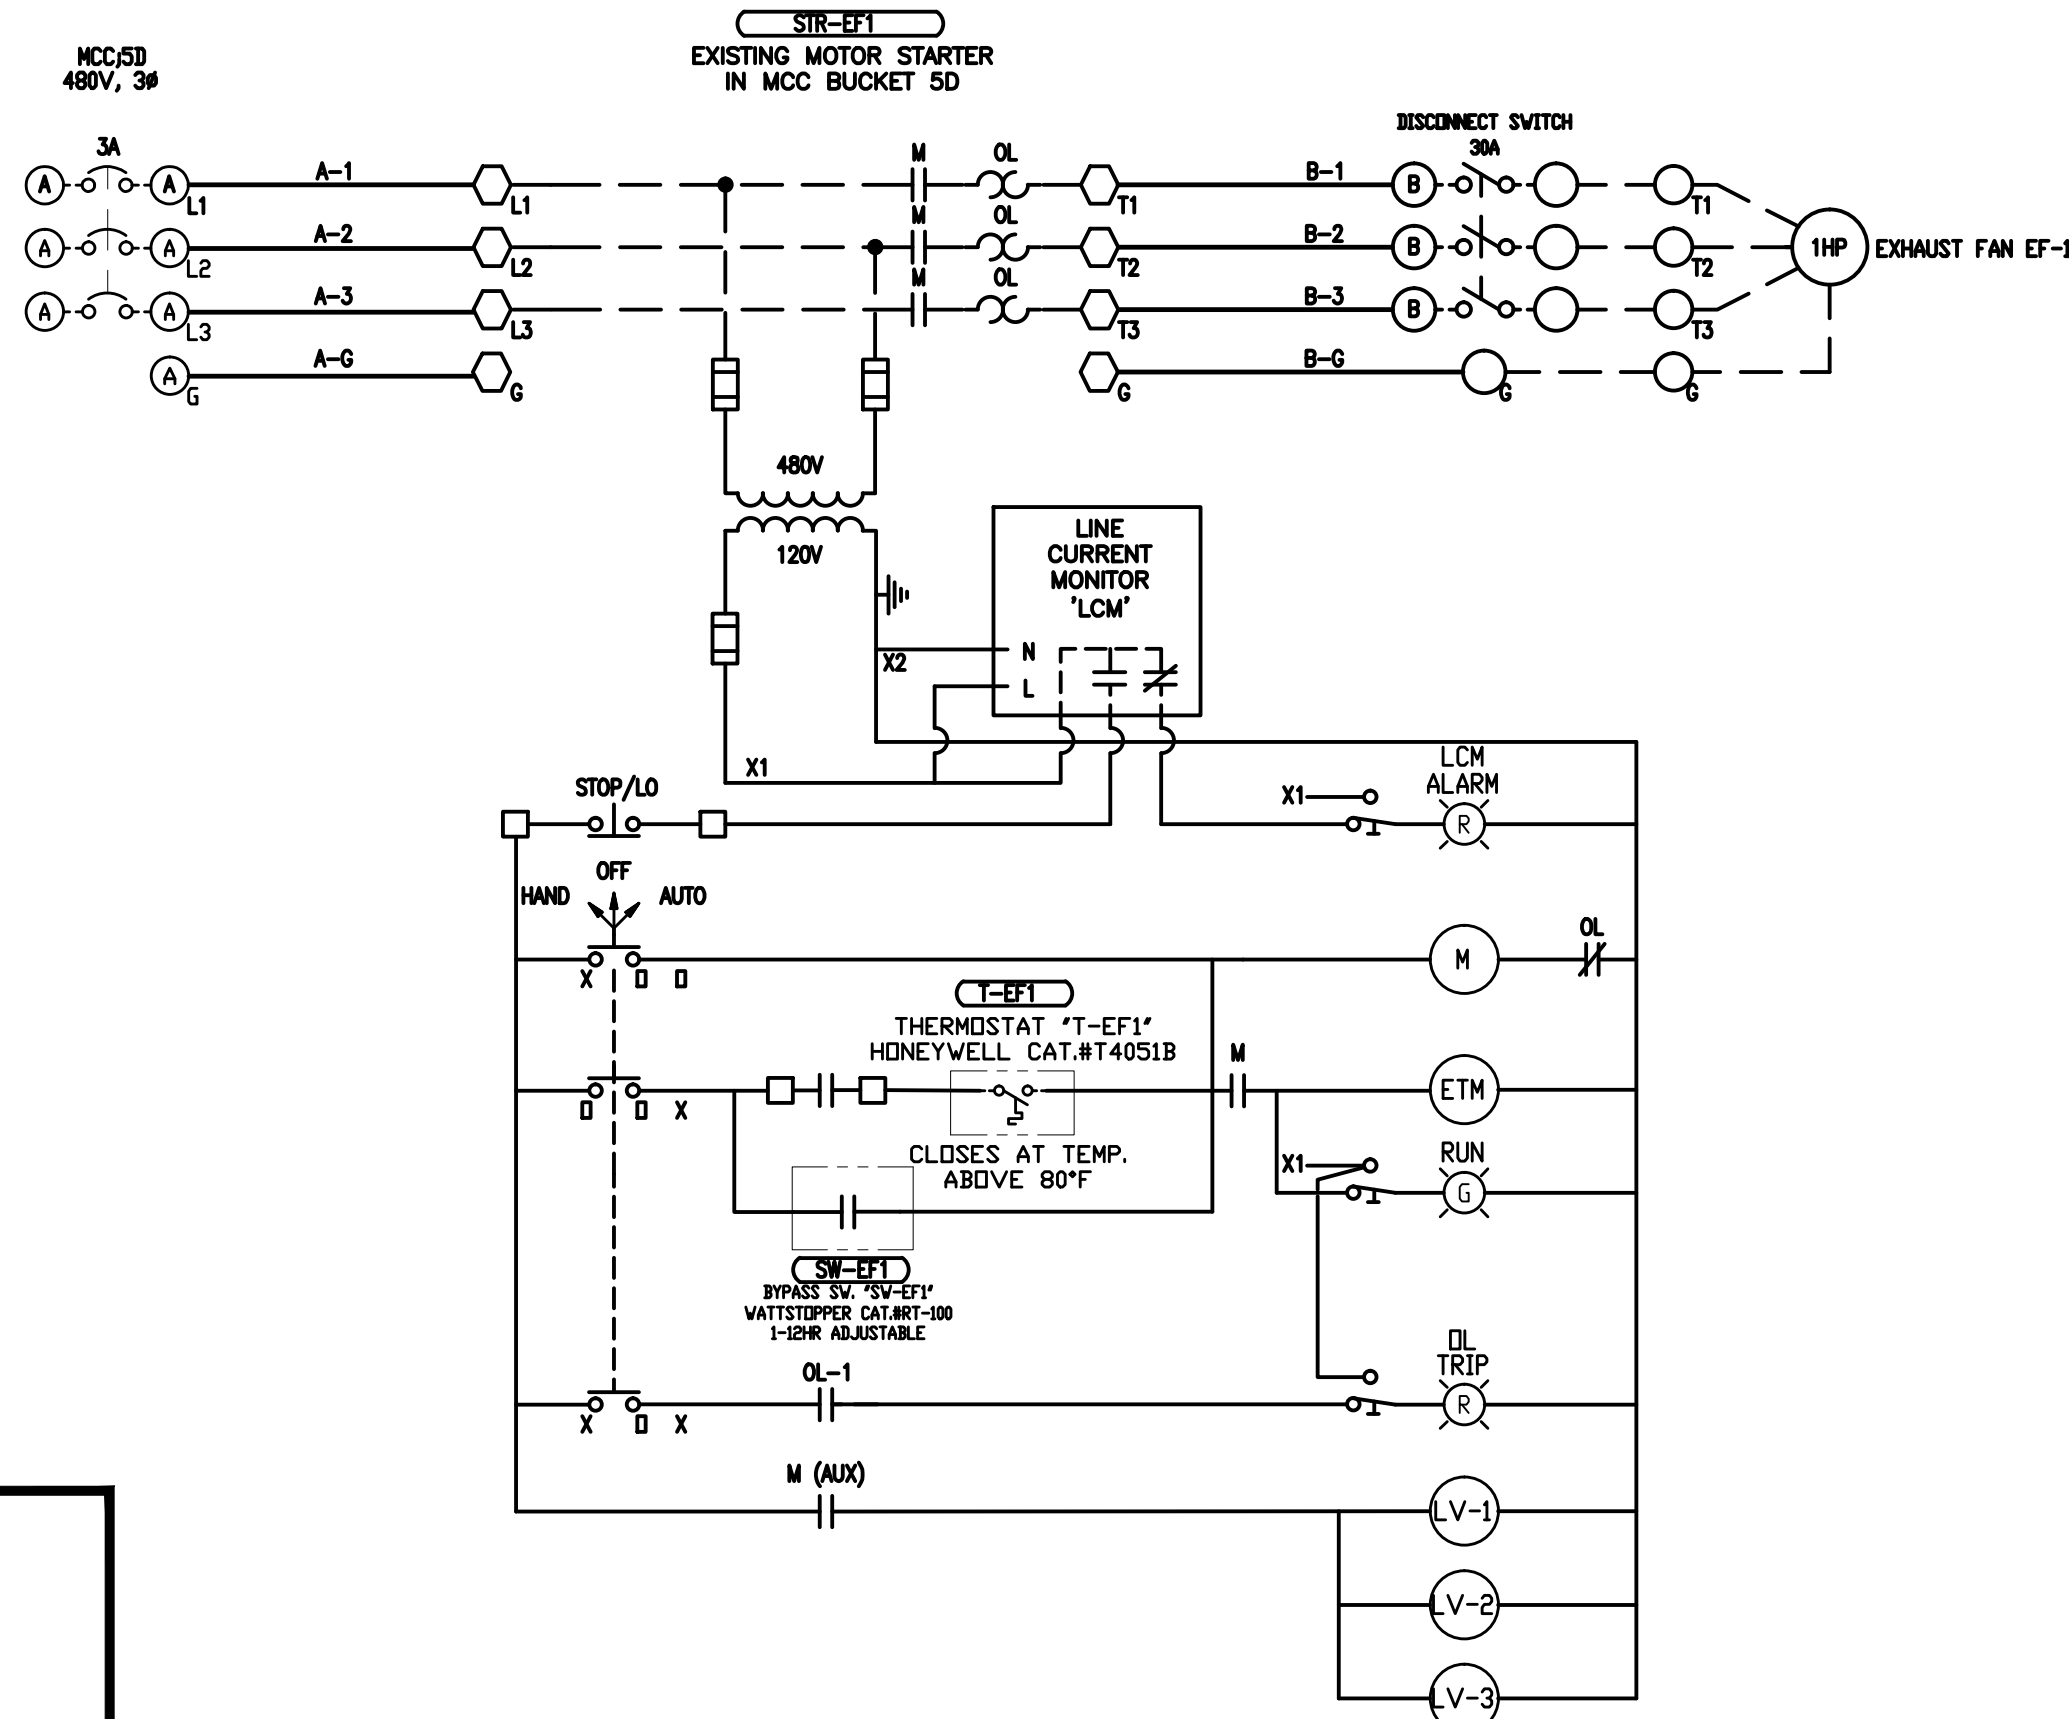 STR-EF1
EXISTING MOTOR STARTER
IN MCC BUCKET 5D
MCC;5D
480V, 3ø
DISCONNECT SWITCH
30A
3A
M
OL
A
A
L1
A-1
L1
T1
B-1
B
T1
M
OL
A
A
L2
A-2
L2
T2
B-2
B
T2
1HP
EXHAUST FAN EF-1
M
OL
A
A
L3
A-3
L3
T3
B-3
B
T3
A
G
A-G
G
G
B-G
G
G
480V
120V
LINE
CURRENT
MONITOR
'LCM'
N
L
X2
X1
LCM
ALARM
X1
R
STOP/LO
OFF
HAND
AUTO
X O O
M
OL
T-EF1
THERMOSTAT "T-EF1"
HONEYWELL CAT.#T4051B
M
O O X
ETM
CLOSES AT TEMP.
ABOVE 80°F
X1
RUN
G
SW-EF1
BYPASS SW. "SW-EF1"
WATTSTOPPER CAT.#RT-100
1-12HR ADJUSTABLE
OL
TRIP
OL-1
R
X O X
M (AUX)
LV-1
LV-2
LV-3